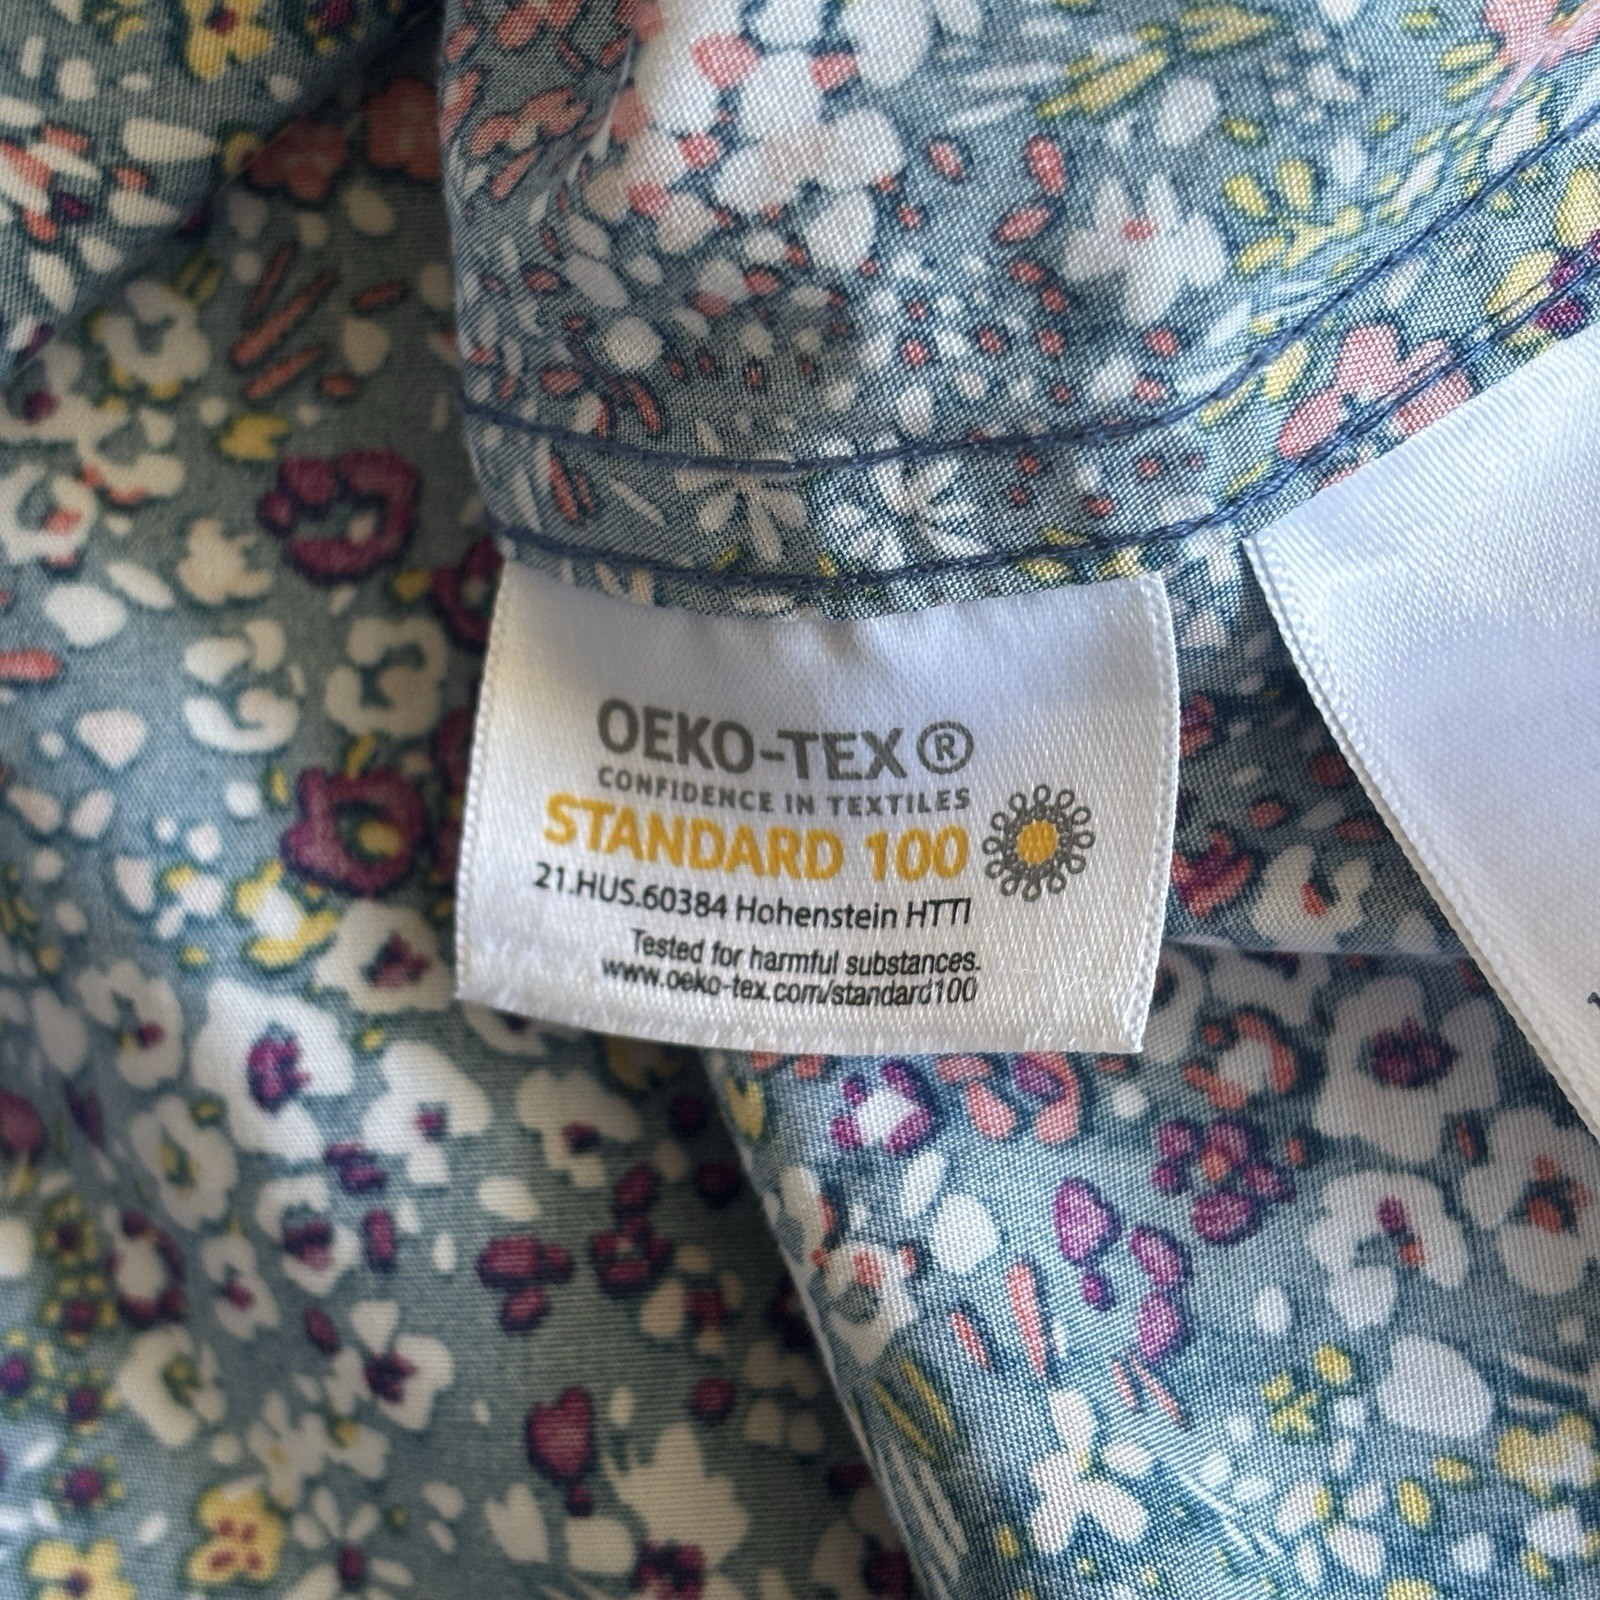 OEKO-TEX®
CONFIDENCE IN TEXTILES
STANDARD 100
21.HUS.60384 Hohenstein HTTI
Tested for harmful substances.
www.oeko-tex.com/standard100